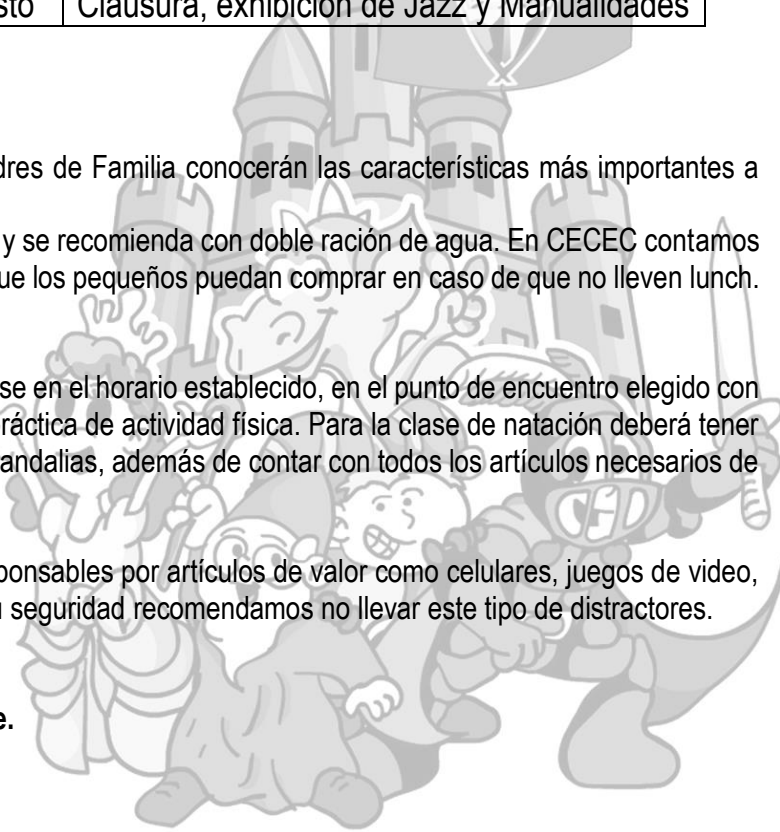 sto Clausura, exhibición de Jazz y Manualidades
dres de Familia conocerán las características más importantes a
y se recomienda con doble ración de agua. En CECEC contamos
ue los pequeños puedan comprar en caso de que no lleven lunch.
se en el horario establecido, en el punto de encuentro elegido con
ráctica de actividad física. Para la clase de natación deberá tener
andalias, además de contar con todos los artículos necesarios de
ponsables por artículos de valor como celulares, juegos de video,
u seguridad recomendamos no llevar este tipo de distractores.
e.